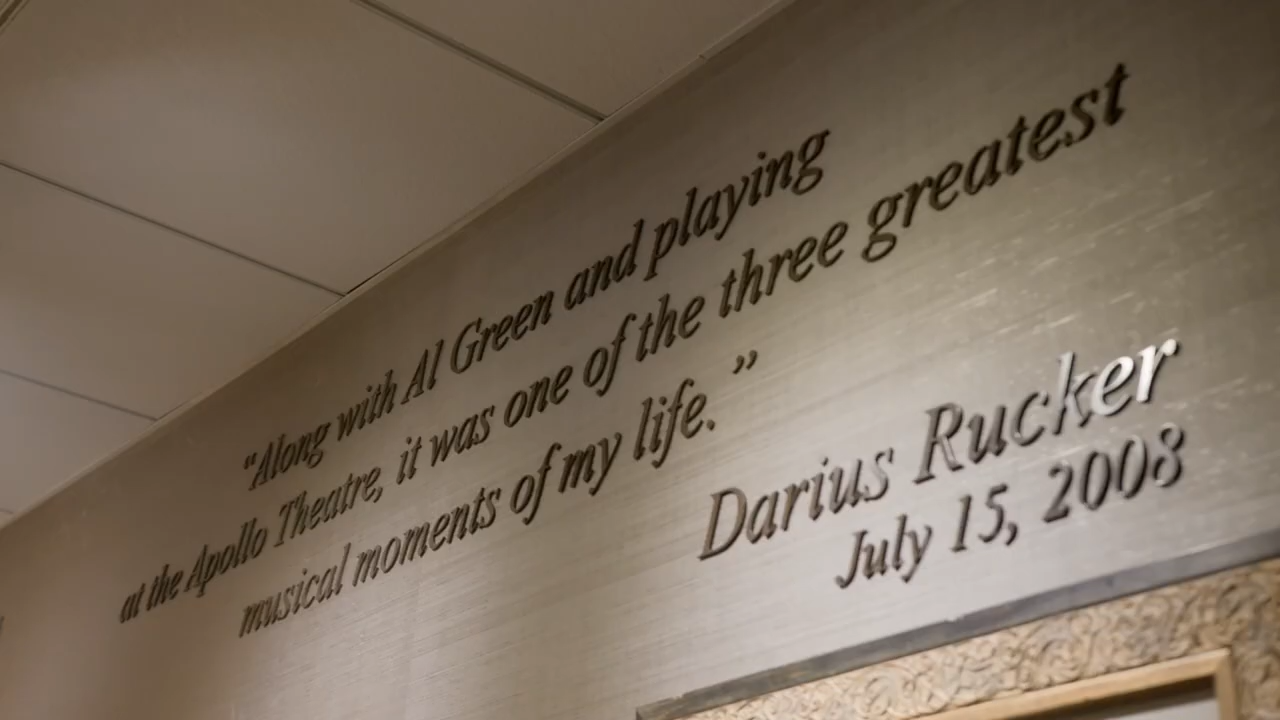 “Along with Al Green and playing
at the Apollo Theatre, it was one of the three greatest
musical moments of my life.”
Darius Rucker
July 15, 2008